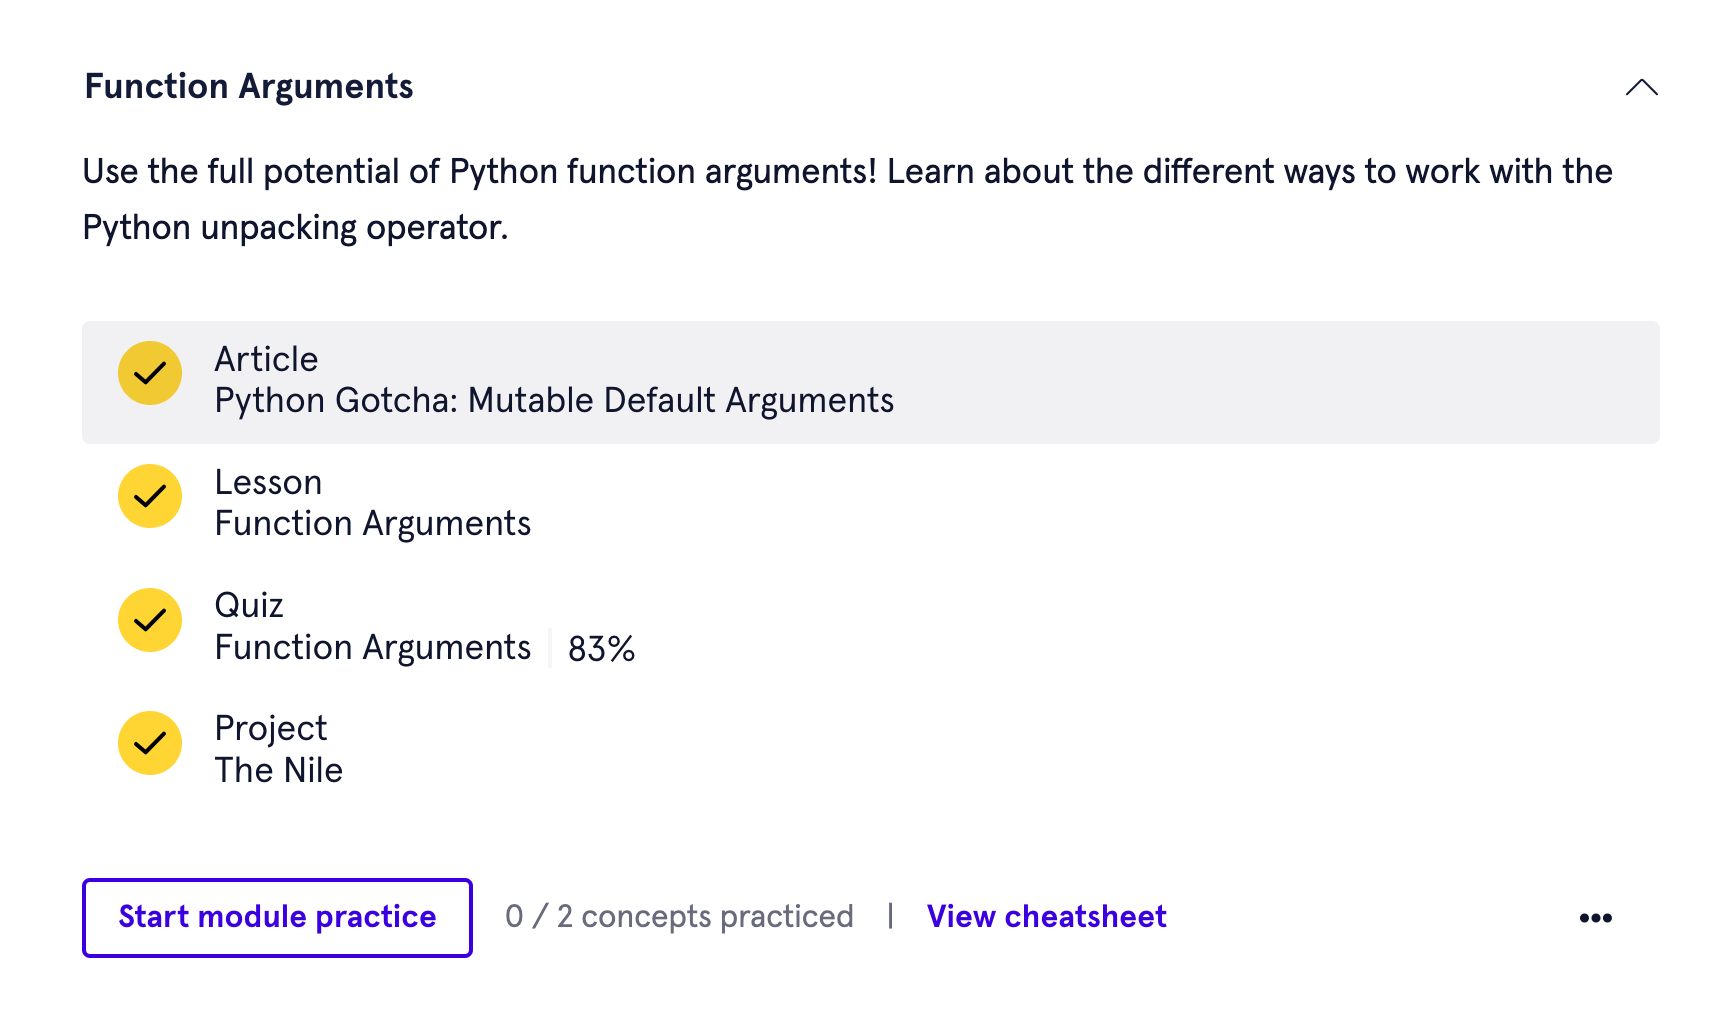 Function Arguments
Use the full potential of Python function arguments! Learn about the different ways to work with the
Python unpacking operator.
Article
Python Gotcha: Mutable Default Arguments
Lesson
Function Arguments
Quiz
Function Arguments | 83%
Project
The Nile
Start module practice 0 / 2 concepts practiced | View cheatsheet